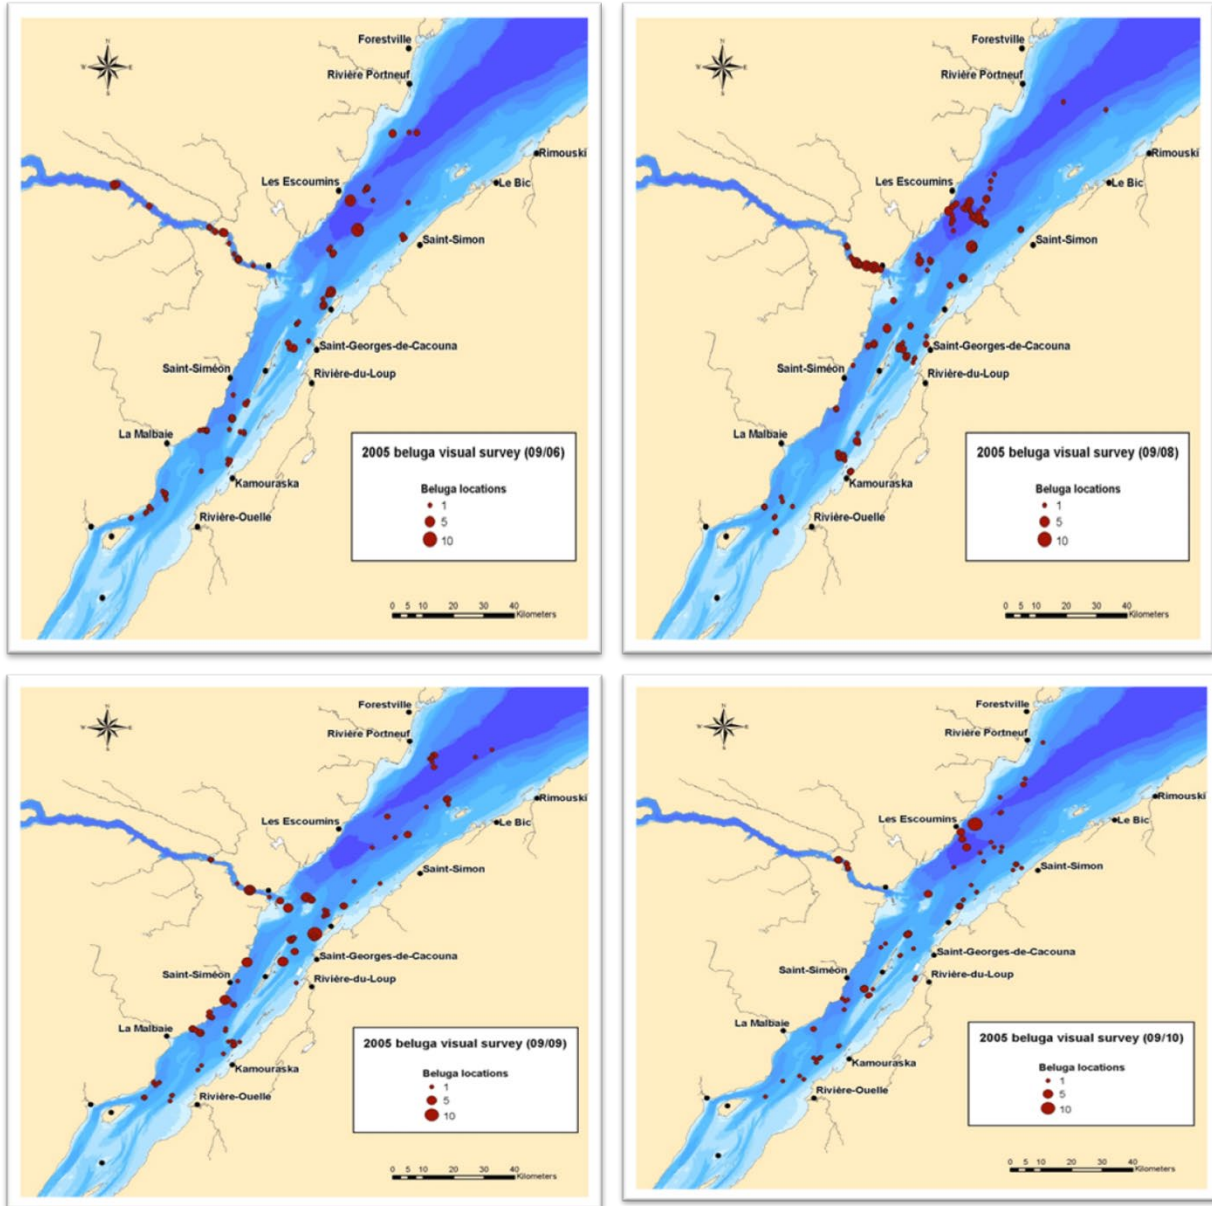 Forestville
N
W E
S
Rivière Portneuf
Rimouski
Les Escoumins
Le Bic
Saint-Simon
Saint-Georges-de-Cacouna
Saint-Siméon
Rivière-du-Loup
La Malbaie
2005 beluga visual survey (09/06)
Kamouraska
Beluga locations
1
Rivière-Ouelle
5
10
0 5 10 20 30 40
Kilometers
Forestville
N
W E
S
Rivière Portneuf
Rimouski
Les Escoumins
Le Bic
Saint-Simon
Saint-Georges-de-Cacouna
Saint-Siméon
Rivière-du-Loup
La Malbaie
2005 beluga visual survey (09/08)
Kamouraska
Beluga locations
1
Rivière-Ouelle
5
10
0 5 10 20 30 40
Kilometers
Forestville
N
W E
S
Rivière Portneuf
Rimouski
Les Escoumins
Le Bic
Saint-Simon
Saint-Georges-de-Cacouna
Saint-Siméon
Rivière-du-Loup
La Malbaie
2005 beluga visual survey (09/09)
Kamouraska
Beluga locations
1
Rivière-Ouelle
5
10
0 5 10 20 30 40
Kilometers
Forestville
N
W E
S
Rivière Portneuf
Rimouski
Les Escoumins
Le Bic
Saint-Simon
Saint-Georges-de-Cacouna
Saint-Siméon
Rivière-du-Loup
La Malbaie
2005 beluga visual survey (09/10)
Kamouraska
Beluga locations
1
Rivière-Ouelle
5
10
0 5 10 20 30 40
Kilometers